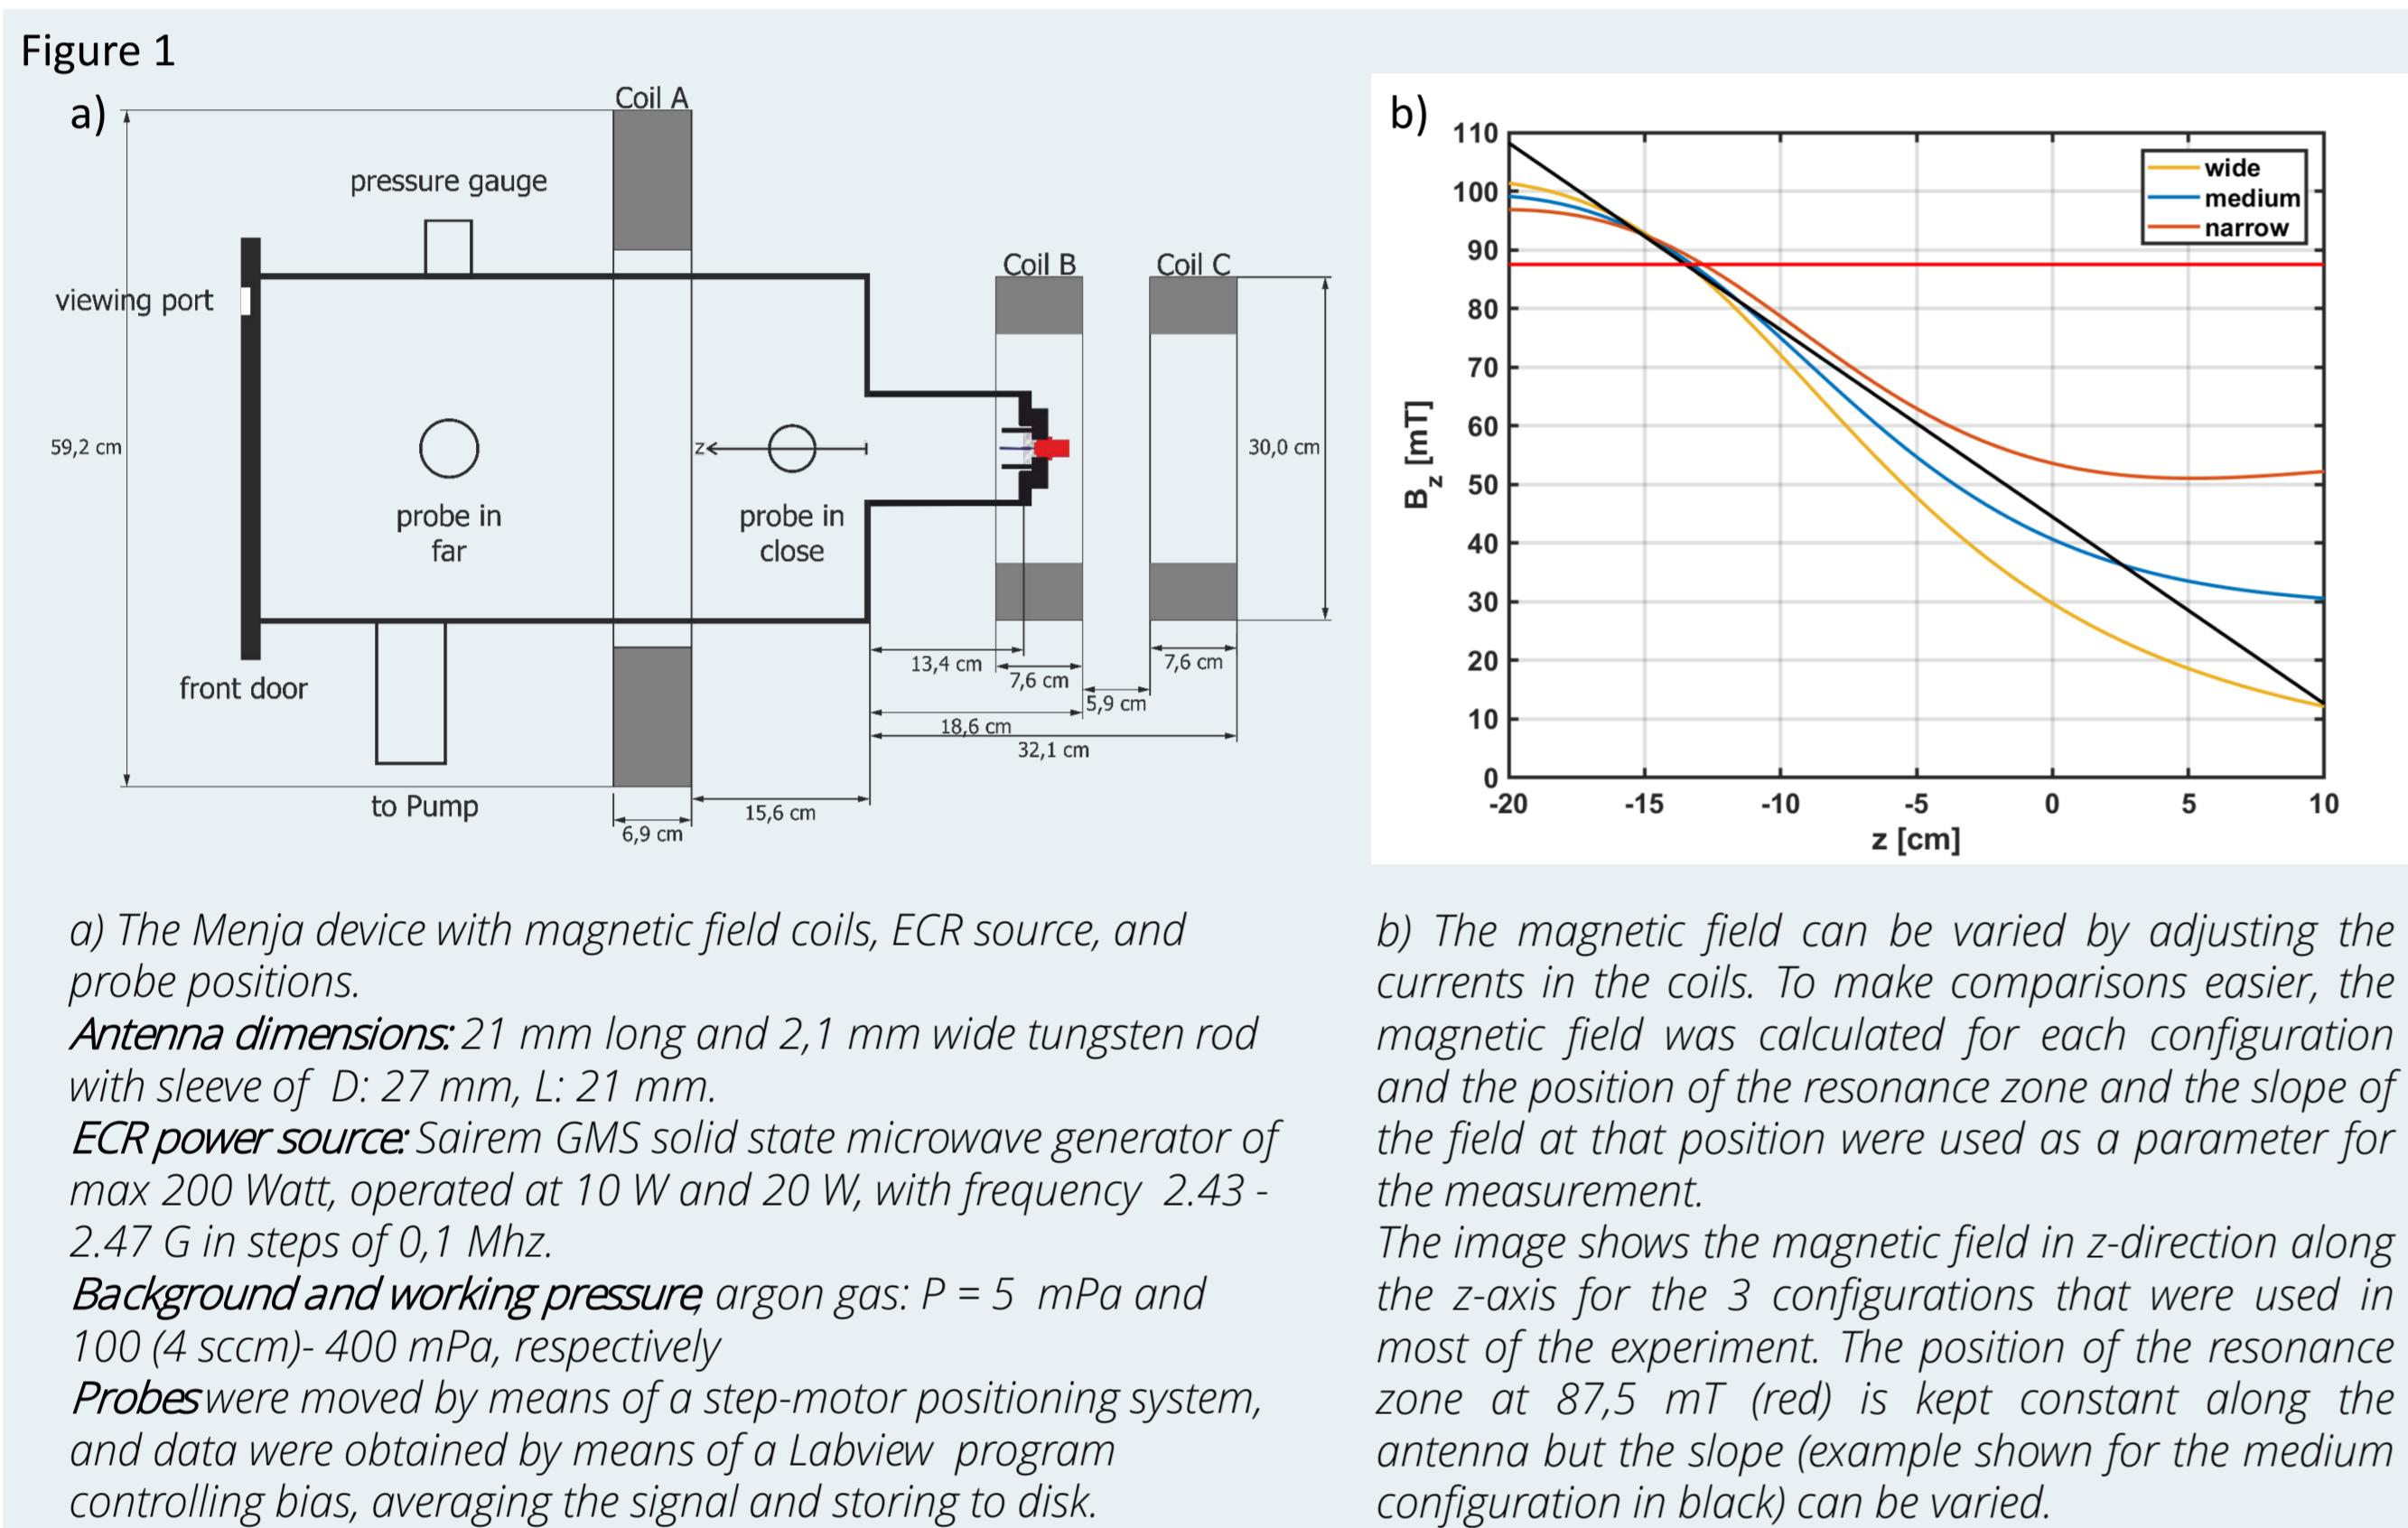 Figure 1
a)
Coil A
pressure gauge
viewing port
Coil B
Coil C
59,2 cm
z
30,0 cm
probe in
far
probe in
close
front door
13,4 cm
7,6 cm
7,6 cm
5,9 cm
18,6 cm
32,1 cm
to Pump
15,6 cm
6,9 cm
b)
110
100
90
80
70
60
50
40
30
20
10
0
-20
-15
-10
-5
0
5
10
B_z [mT]
z [cm]
wide
medium
narrow
a) The Menja device with magnetic field coils, ECR source, and
probe positions.
Antenna dimensions: 21 mm long and 2,1 mm wide tungsten rod
with sleeve of D: 27 mm, L: 21 mm.
ECR power source: Sairem GMS solid state microwave generator of
max 200 Watt, operated at 10 W and 20 W, with frequency 2.43 -
2.47 G in steps of 0,1 Mhz.
Background and working pressure, argon gas: P = 5 mPa and
100 (4 sccm)- 400 mPa, respectively
Probes were moved by means of a step-motor positioning system,
and data were obtained by means of a Labview program
controlling bias, averaging the signal and storing to disk.
b) The magnetic field can be varied by adjusting the
currents in the coils. To make comparisons easier, the
magnetic field was calculated for each configuration
and the position of the resonance zone and the slope of
the field at that position were used as a parameter for
the measurement.
The image shows the magnetic field in z-direction along
the z-axis for the 3 configurations that were used in
most of the experiment. The position of the resonance
zone at 87,5 mT (red) is kept constant along the
antenna but the slope (example shown for the medium
configuration in black) can be varied.